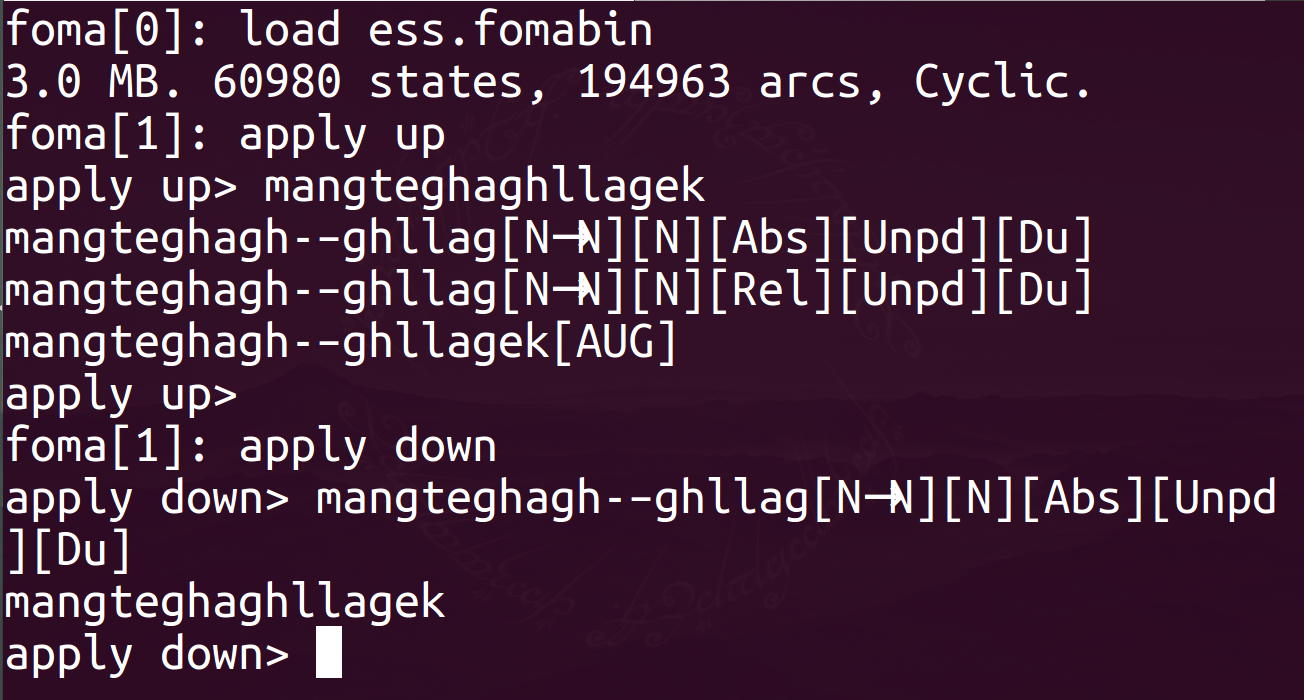 foma[0]: load ess.fomabin
3.0 MB. 60980 states, 194963 arcs, Cyclic.
foma[1]: apply up
apply up> mangteghaghllagek
mangteghagh-–ghllag[N→N][N][Abs][Unpd][Du]
mangteghagh-–ghllag[N→N][N][Rel][Unpd][Du]
mangteghagh-–ghllagek[AUG]
apply up>
foma[1]: apply down
apply down> mangteghagh-–ghllag[N→N][N][Abs][Unpd
][Du]
mangteghaghllagek
apply down>